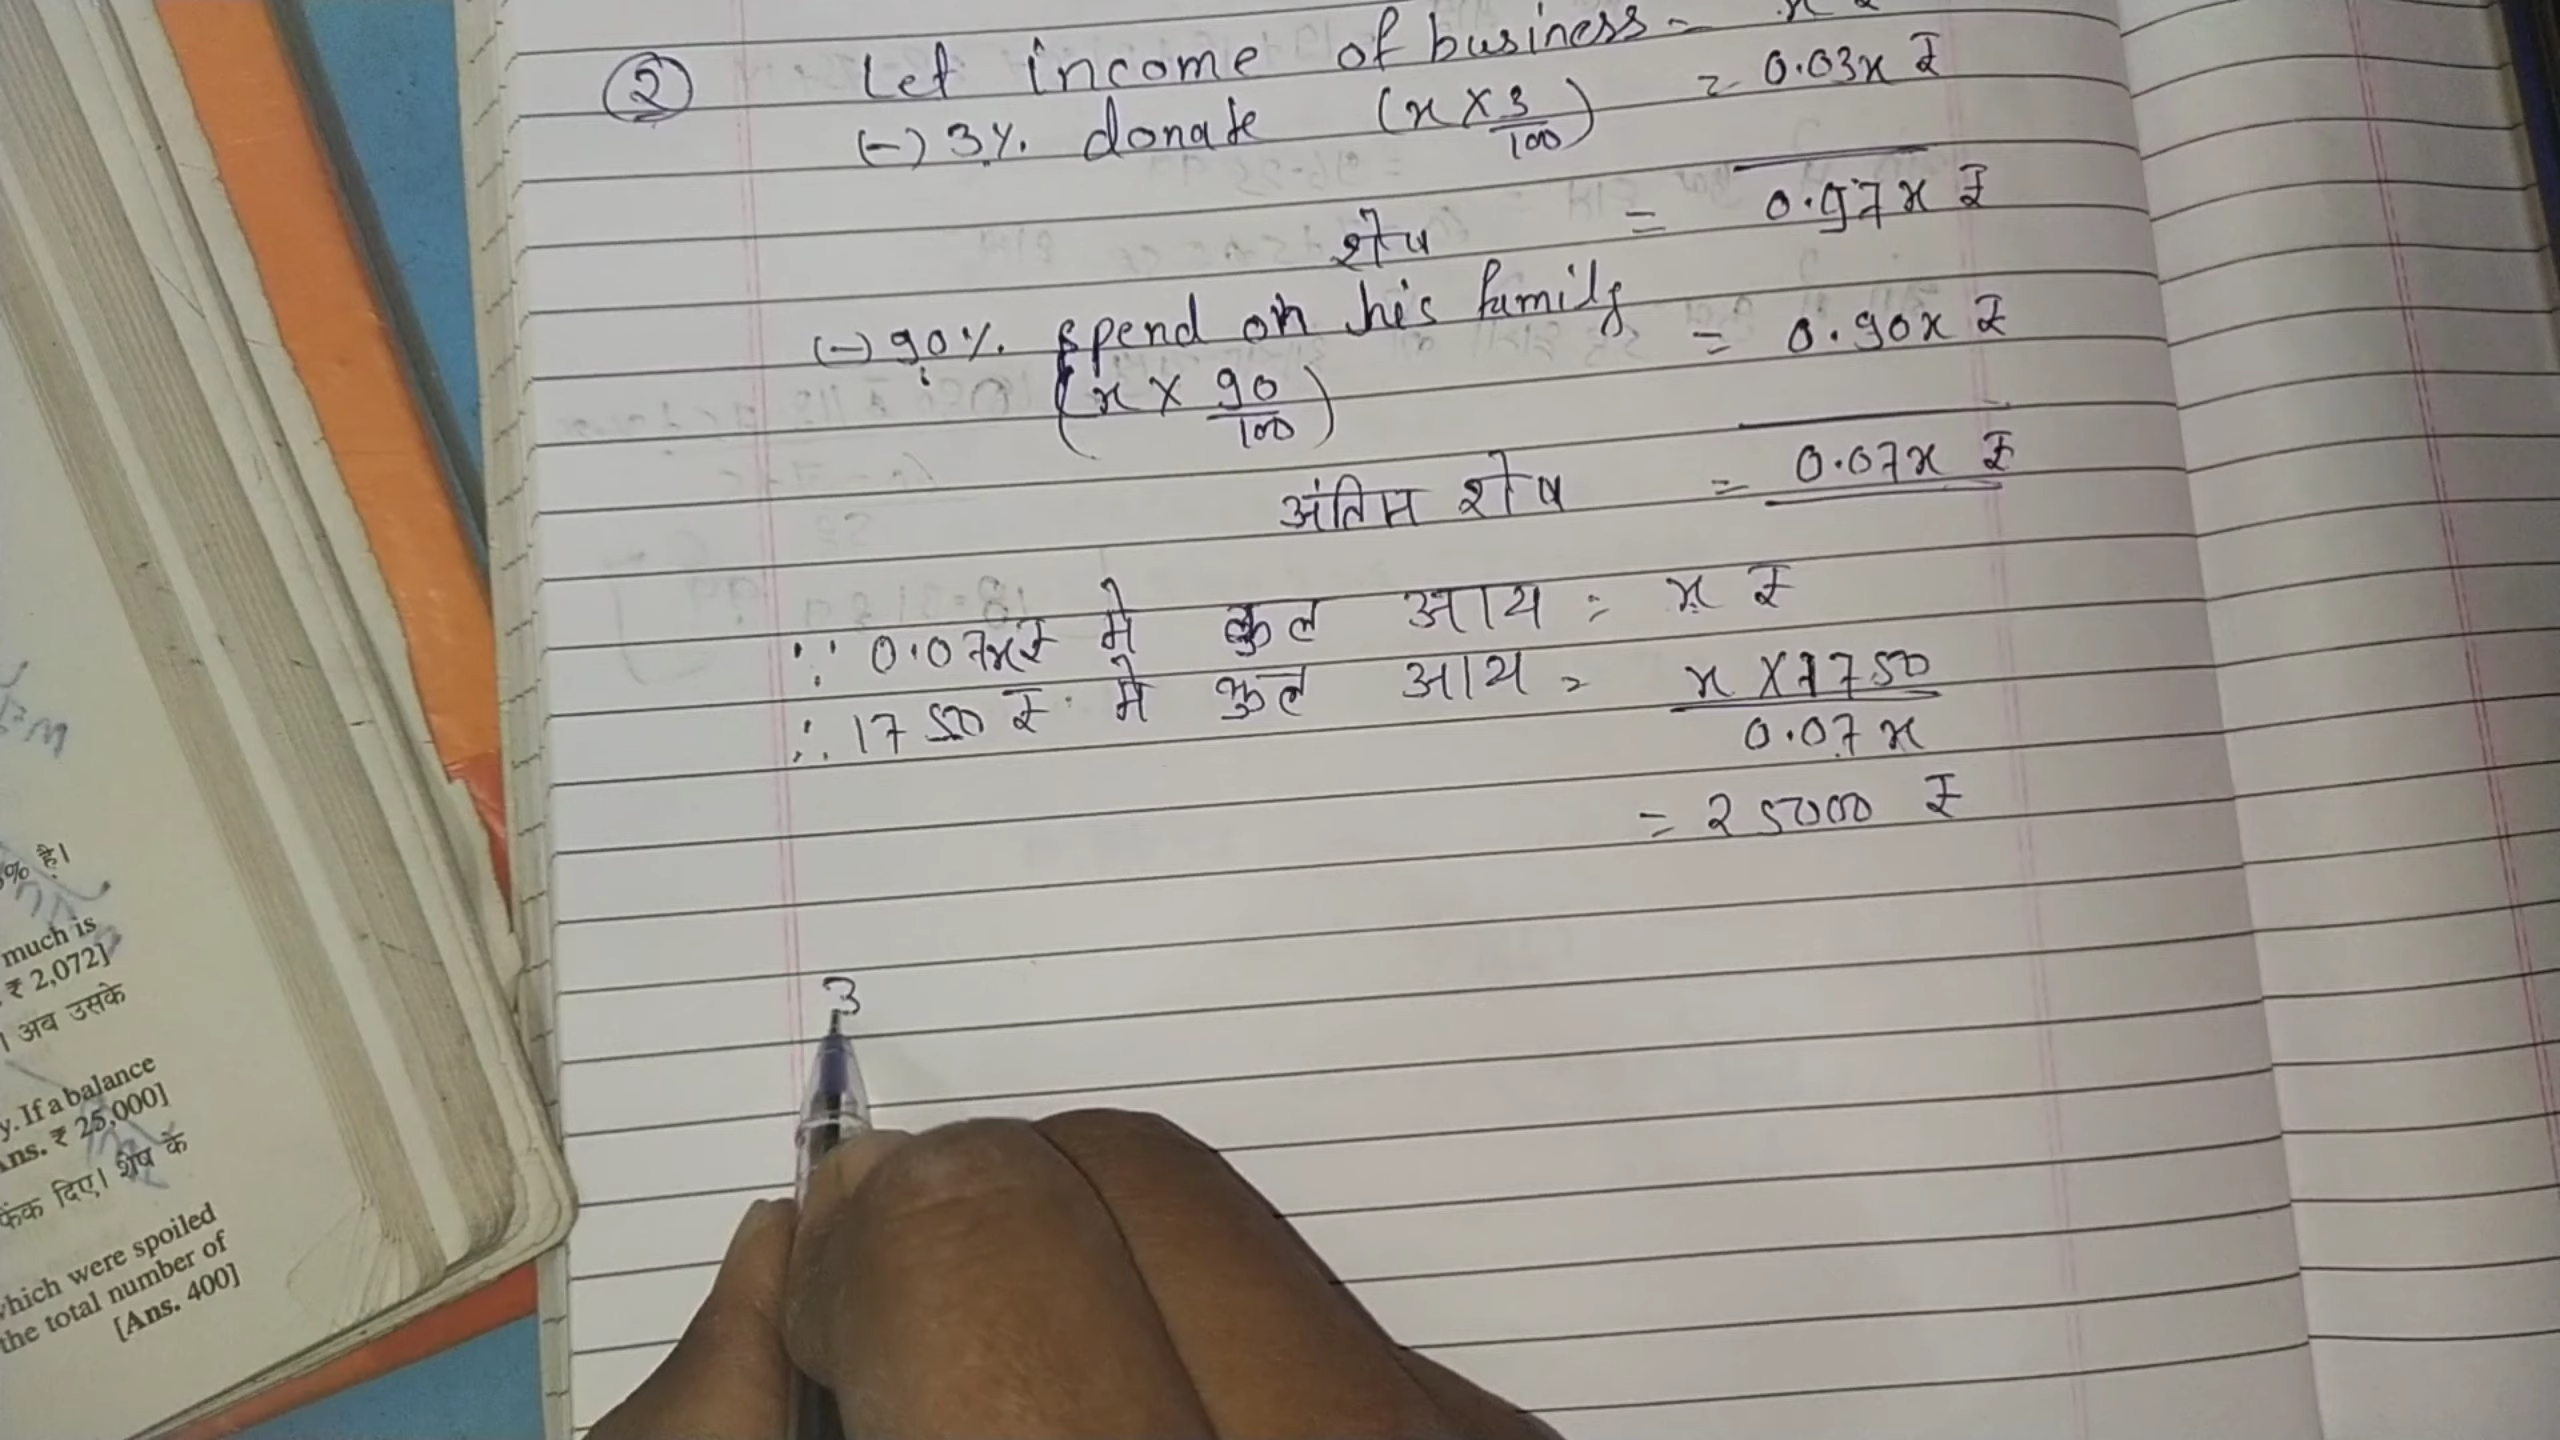 % है।
much is
₹ 2,072]
। अब उसके
y. If a balance
ns. ₹ 25,000]
फेंक दिए। शेष के
which were spoiled
the total number of
[Ans. 400]
② Let income of business =
(-) 3%. donate (x × 3/100) = 0.03x ₹
शेष = 0.97x ₹
(-) 90%. spend on his family = 0.90x ₹
(x × 90/100)
अंतिम शेष = 0.07x ₹
∵ 0.07x₹ में कुल आय = x ₹
∴ 1750 ₹ में कुल आय = x × 1750 / 0.07x
= 25000 ₹
3